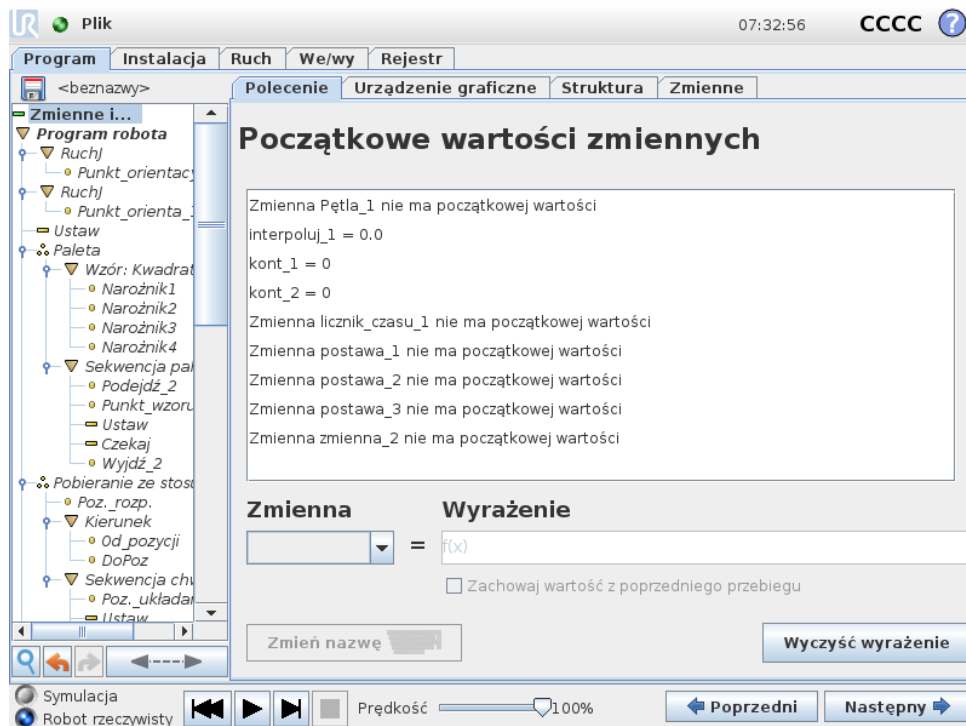 UR Plik 07:32:56 CCCC ?
Program Instalacja Ruch We/wy Rejestr
<beznazwy>
Polecenie Urządzenie graficzne Struktura Zmienne
Zmienne i...
Program robota
RuchJ
Punkt_orientacy
RuchJ
Punkt_orienta_1
Ustaw
Paleta
Wzór: Kwadrat
Narożnik1
Narożnik2
Narożnik3
Narożnik4
Sekwencja pal
Podejdź_2
Punkt_wzoru
Ustaw
Czekaj
Wyjdź_2
Pobieranie ze stosu
Poz._rozp.
Kierunek
Od_pozycji
DoPoz
Sekwencja chw
Poz._układan
Ustaw
Początkowe wartości zmiennych
Zmienna Pętla_1 nie ma początkowej wartości
interpoluj_1 = 0.0
kont_1 = 0
kont_2 = 0
Zmienna licznik_czasu_1 nie ma początkowej wartości
Zmienna postawa_1 nie ma początkowej wartości
Zmienna postawa_2 nie ma początkowej wartości
Zmienna postawa_3 nie ma początkowej wartości
Zmienna zmienna_2 nie ma początkowej wartości
Zmienna Wyrażenie
= f(x)
Zachowaj wartość z poprzedniego przebiegu
Zmień nazwę Wyczyść wyrażenie
Symulacja
Robot rzeczywisty
Prędkość 100% Poprzedni Następny